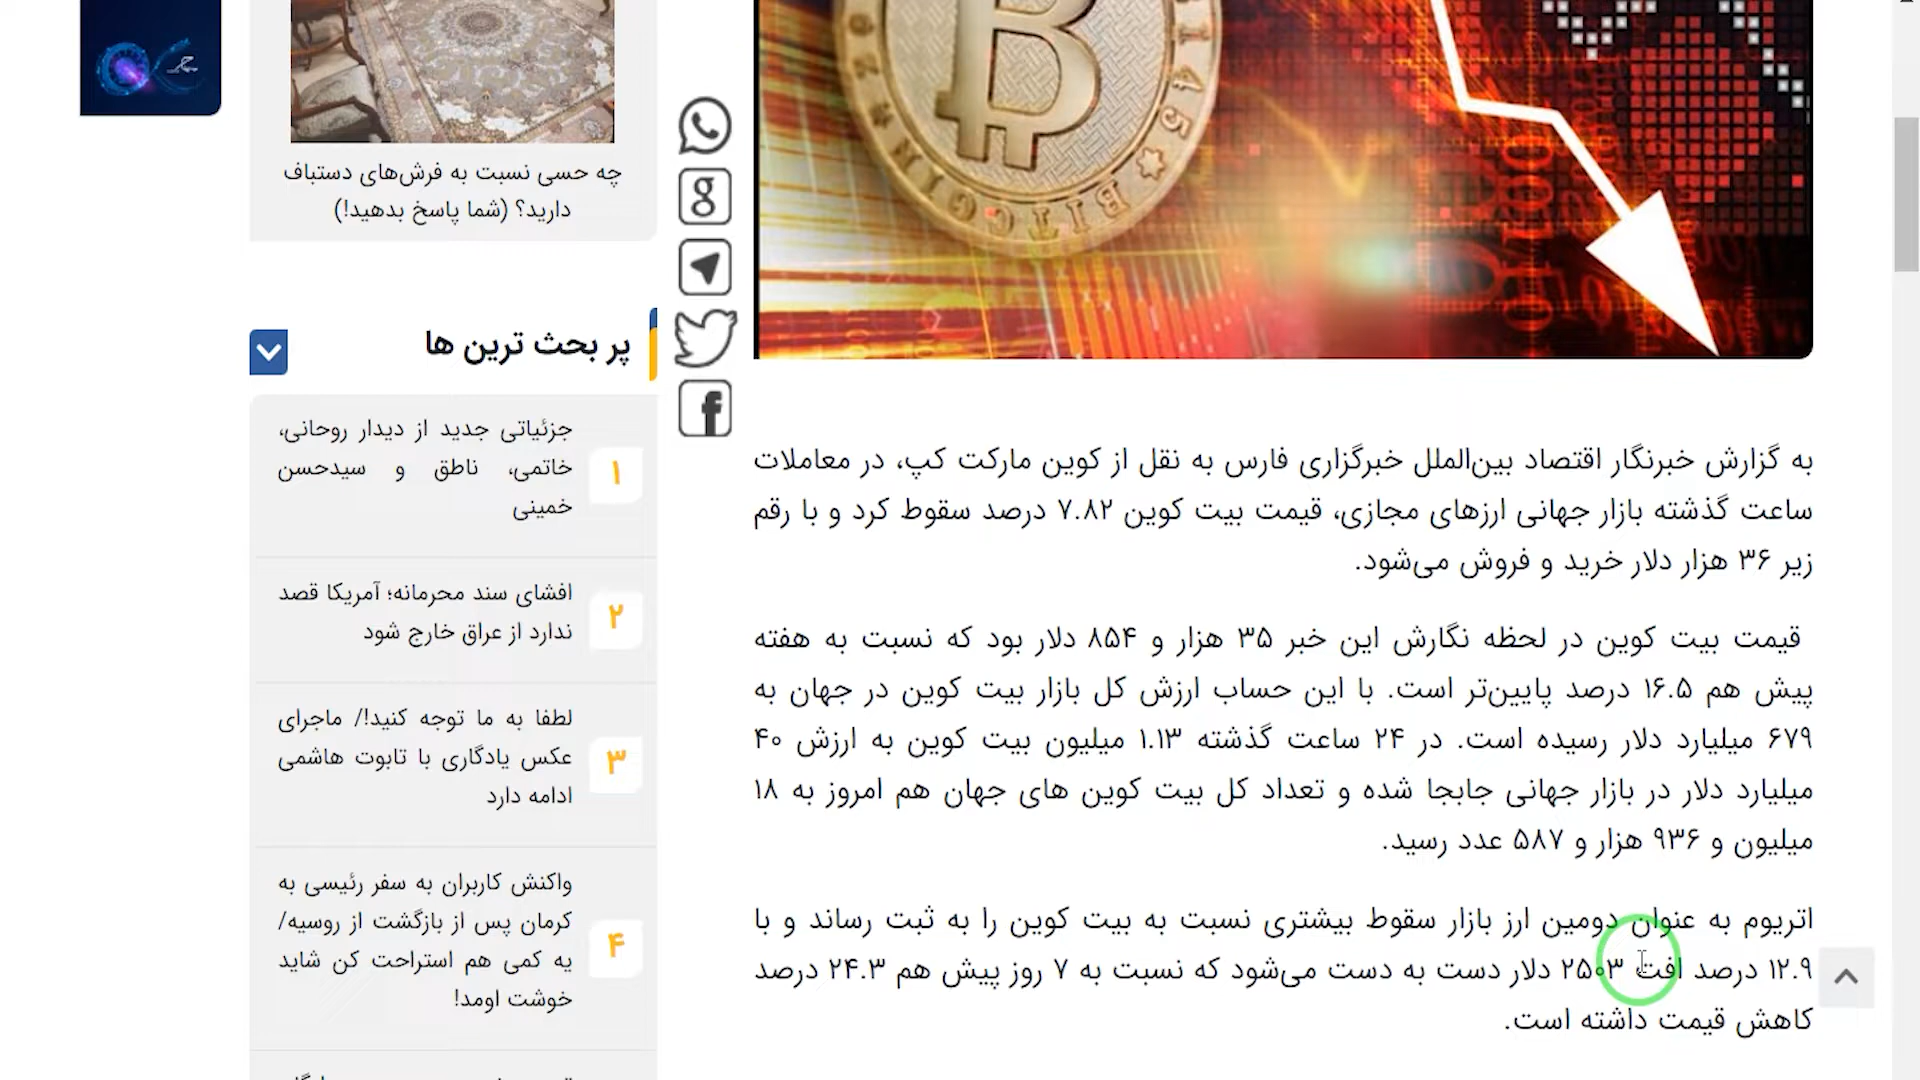 به گزارش خبرنگار اقتصاد بین‌الملل خبرگزاری فارس به نقل از کوین مارکت کپ، در معاملات
ساعت گذشته بازار جهانی ارزهای مجازی، قیمت بیت کوین ۷.۸۲ درصد سقوط کرد و با رقم
زیر ۳۶ هزار دلار خرید و فروش می‌شود.
قیمت بیت کوین در لحظه نگارش این خبر ۳۵ هزار و ۸۵۴ دلار بود که نسبت به هفته
پیش هم ۱۶.۵ درصد پایین‌تر است. با این حساب ارزش کل بازار بیت کوین در جهان به
۶۷۹ میلیارد دلار رسیده است. در ۲۴ ساعت گذشته ۱.۱۳ میلیون بیت کوین به ارزش ۴۰
میلیارد دلار در بازار جهانی جابجا شده و تعداد کل بیت کوین های جهان هم امروز به ۱۸
میلیون و ۹۳۶ هزار و ۵۸۷ عدد رسید.
اتریوم به عنوان دومین ارز بازار سقوط بیشتری نسبت به بیت کوین را به ثبت رساند و با
۱۲.۹ درصد افت ۲۵۰۳ دلار دست به دست می‌شود که نسبت به ۷ روز پیش هم ۲۴.۳ درصد
کاهش قیمت داشته است.
چه حسی نسبت به فرش‌های دستباف
دارید؟ (شما پاسخ بدهید!)
پر بحث ترین ها
۱
جزئیاتی جدید از دیدار روحانی،
خاتمی، ناطق و سیدحسن
خمینی
۲
افشای سند محرمانه؛ آمریکا قصد
ندارد از عراق خارج شود
۳
لطفا به ما توجه کنید!/ ماجرای
عکس یادگاری با تابوت هاشمی
ادامه دارد
۴
واکنش کاربران به سفر رئیسی به
کرمان پس از بازگشت از روسیه/
یه کمی هم استراحت کن شاید
خوشت اومد!